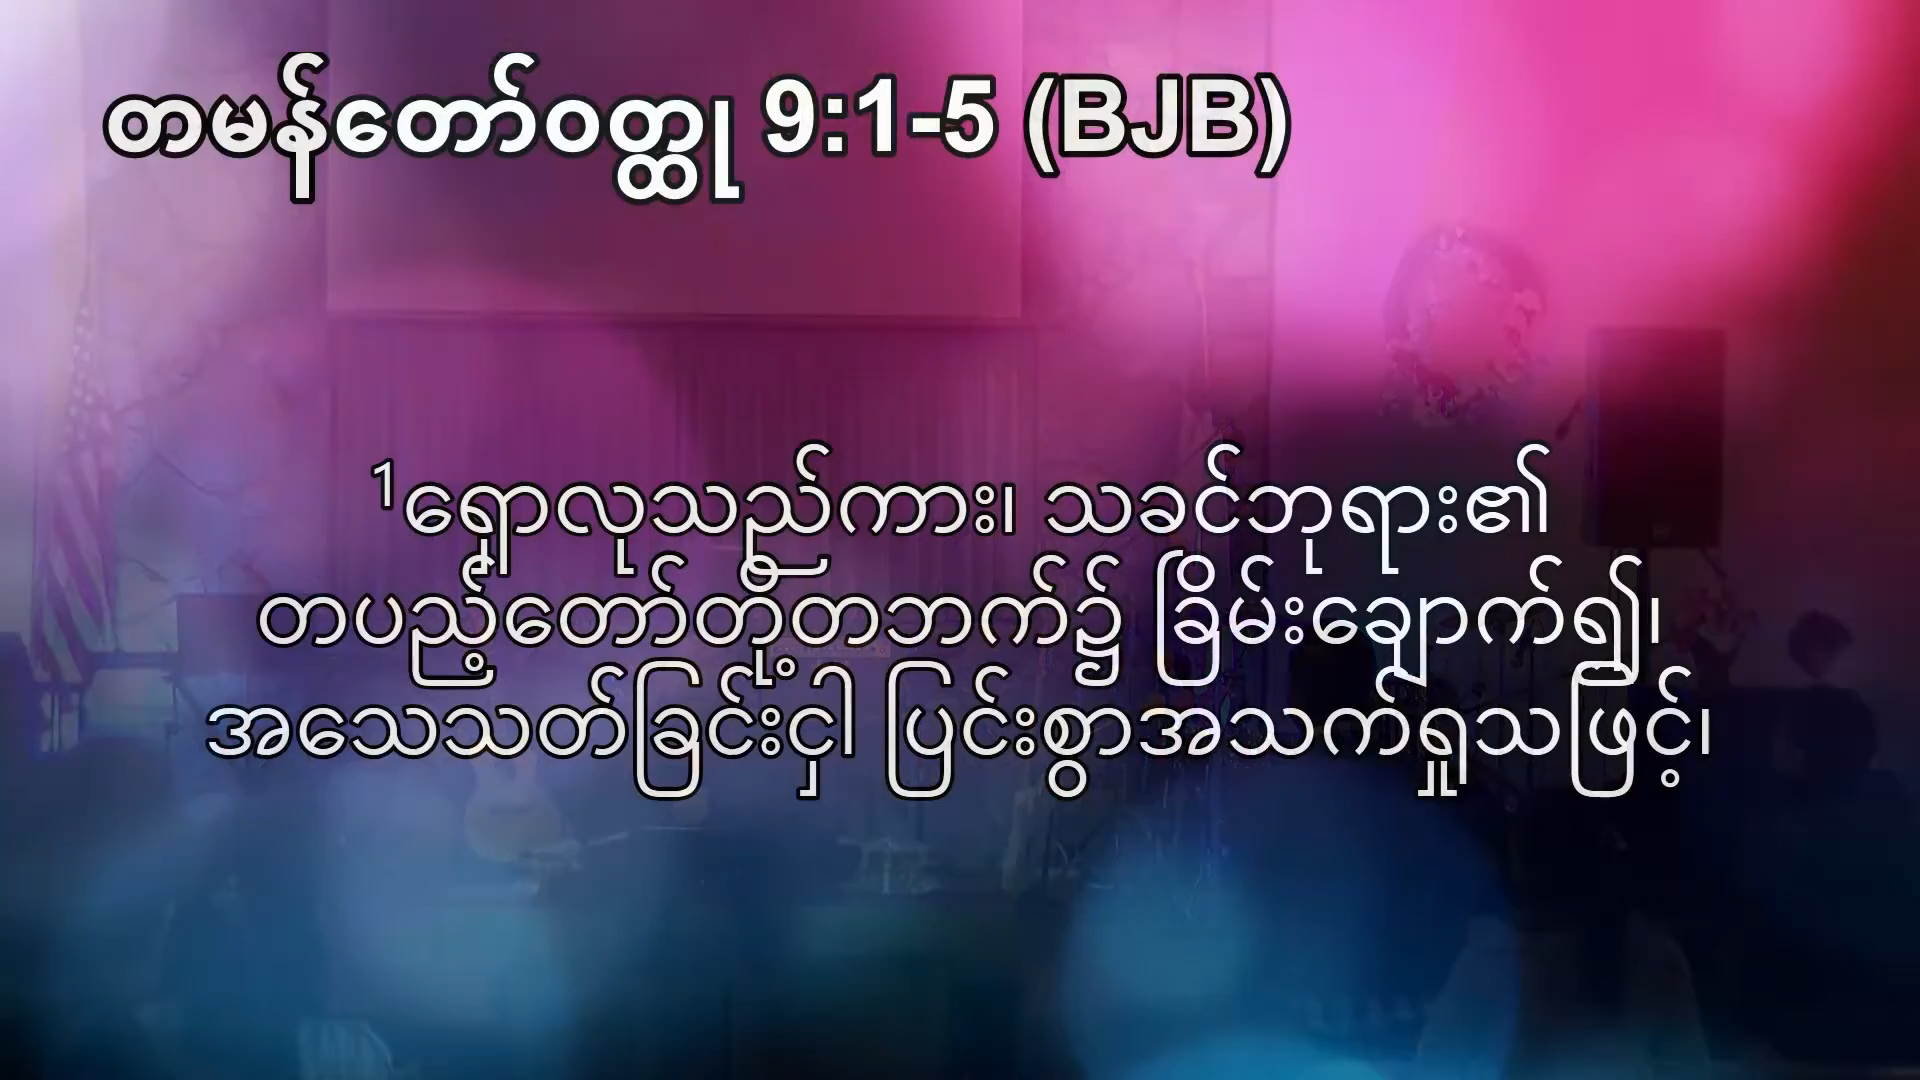 တမန်တော်ဝတ္ထု 9:1-5 (BJB)
1ရှောလုသည်ကား၊ သခင်ဘုရား၏
တပည့်တော်တို့တဘက်၌ ခြိမ်းချောက်၍၊
အသေသတ်ခြင်းငှါ ပြင်းစွာအသက်ရှူသဖြင့်၊